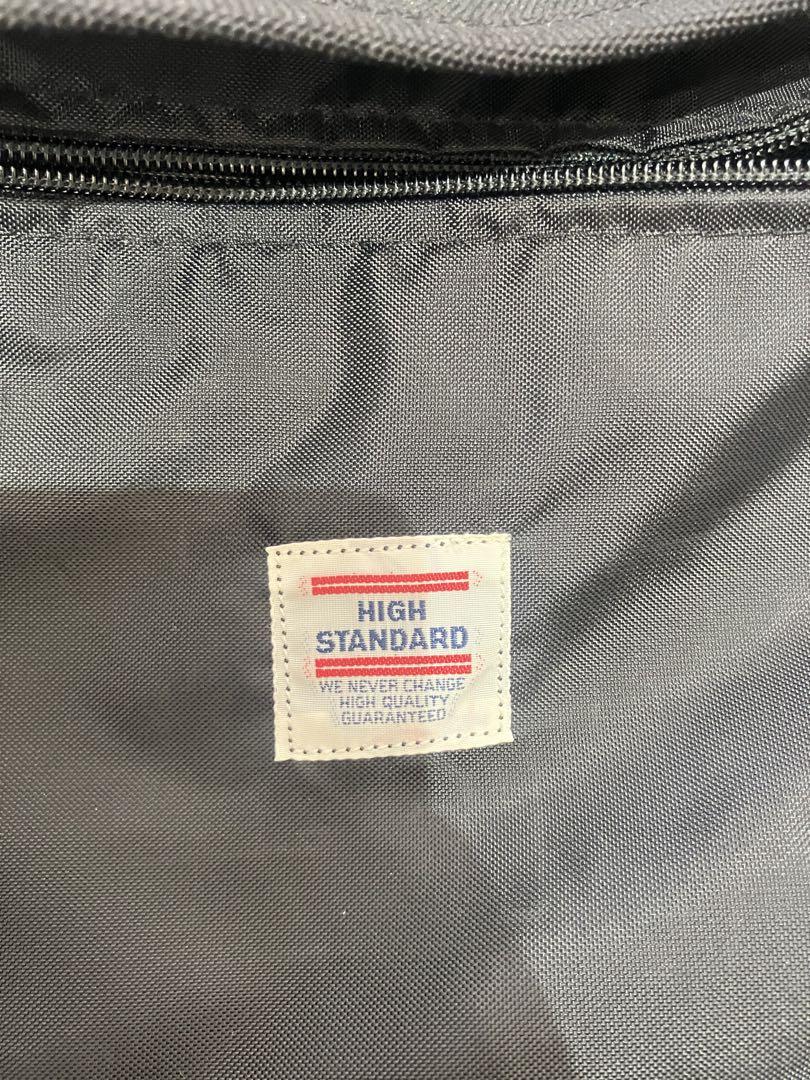 HIGH
STANDARD
WE NEVER CHANGE
HIGH QUALITY
GUARANTEED